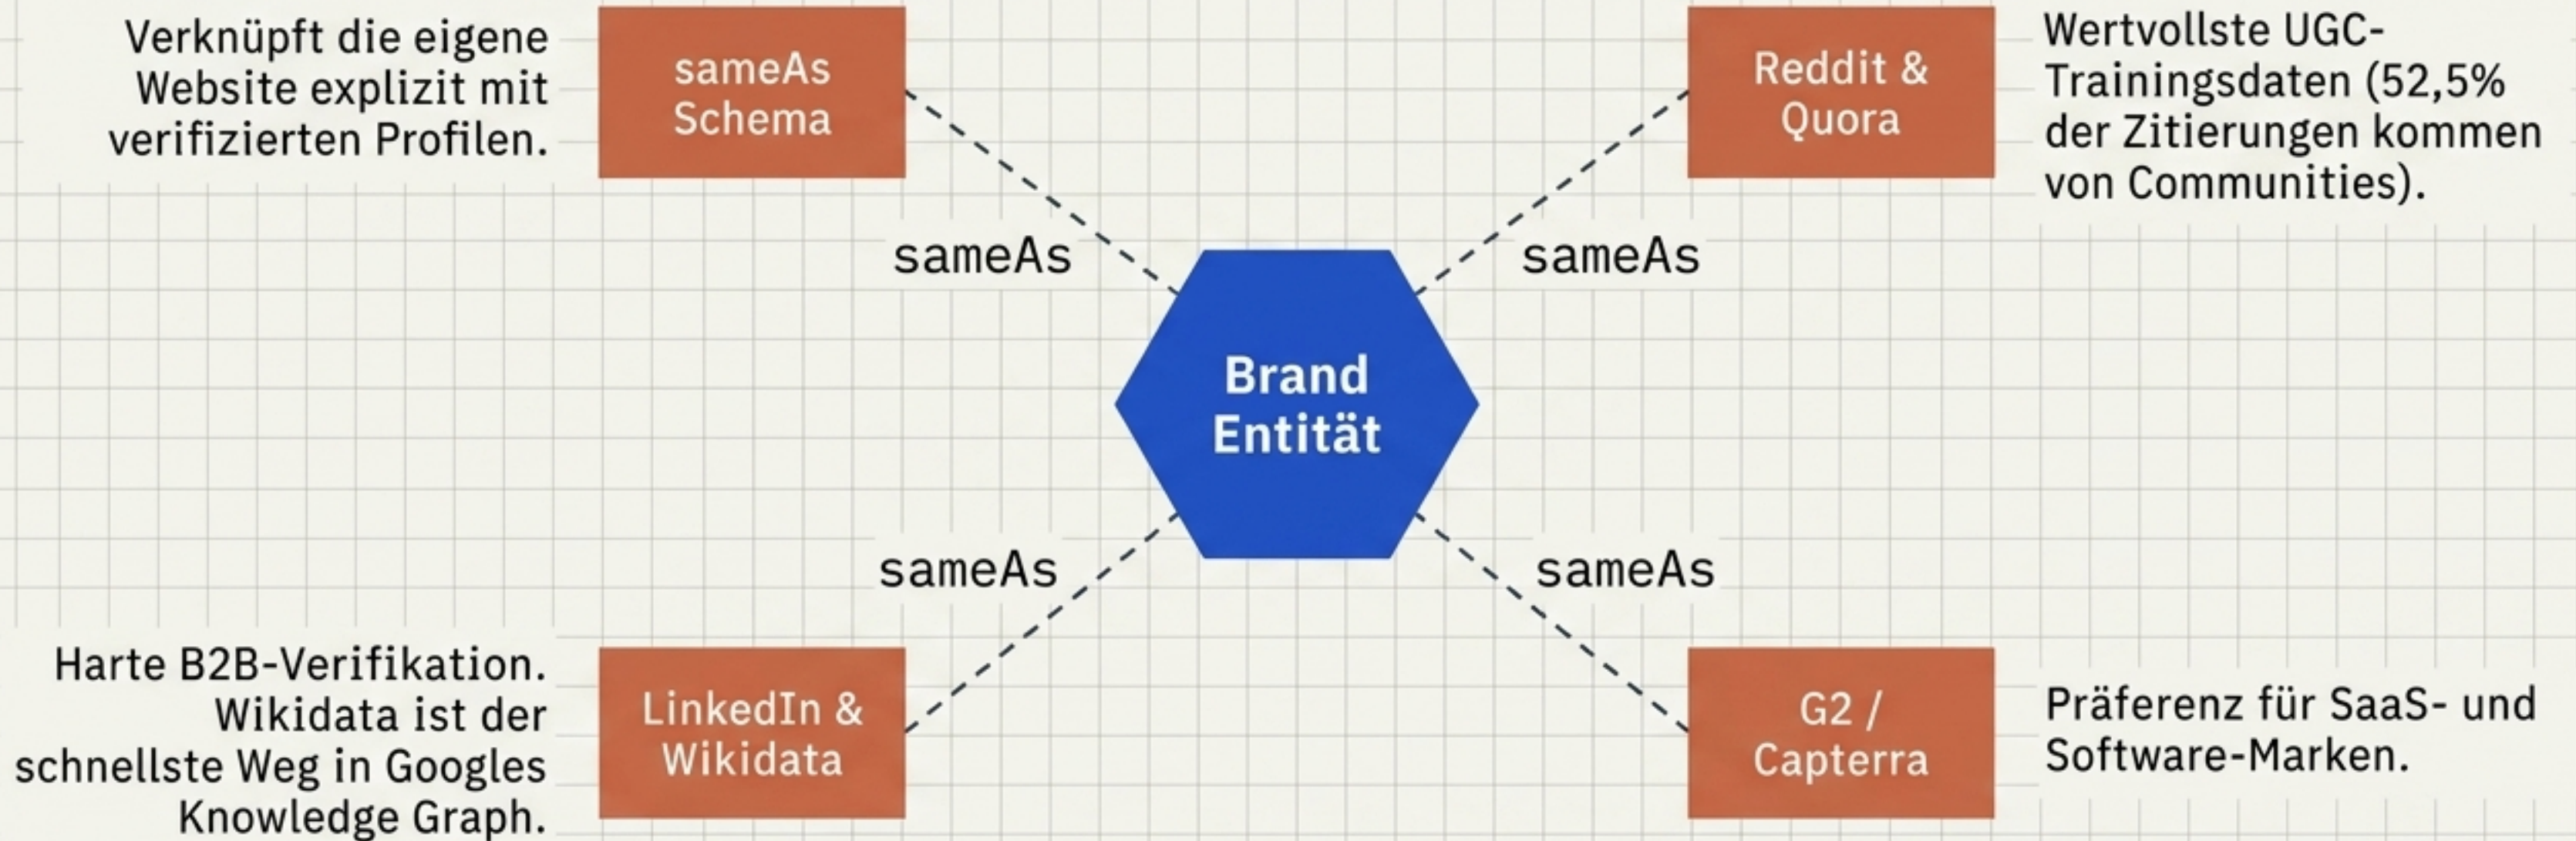 Verknüpft die eigene
Website explizit mit
verifizierten Profilen.
sameAs
Schema
Reddit &
Quora
Wertvollste UGC-
Trainingsdaten (52,5%
der Zitierungen kommen
von Communities).
sameAs
sameAs
Brand
Entität
sameAs
sameAs
Harte B2B-Verifikation.
Wikidata ist der
schnellste Weg in Googles
Knowledge Graph.
LinkedIn &
Wikidata
G2 /
Capterra
Präferenz für SaaS- und
Software-Marken.